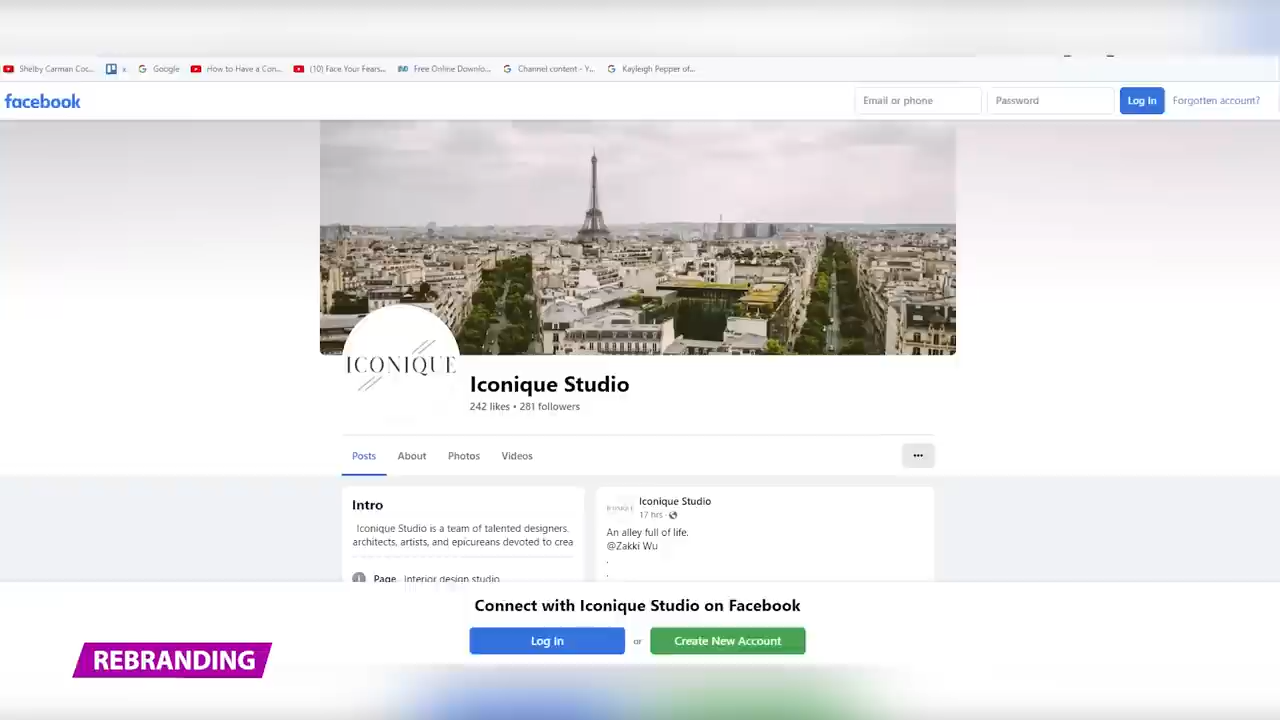 Shelby Carman Coc... x Google How to Have a Con... (10) Face Your Fears... Free Online Downlo... Channel content - Y... Kayleigh Pepper of...
facebook Email or phone Password Log In Forgotten account?
ICONIQUE
Iconique Studio
242 likes • 281 followers
Posts About Photos Videos ...
Intro
Iconique Studio is a team of talented designers,
architects, artists, and epicureans devoted to crea
Page Interior design studio
Iconique Studio
17 hrs ·
An alley full of life.
@Zakki Wu
.
.
Connect with Iconique Studio on Facebook
Log In or Create New Account
REBRANDING